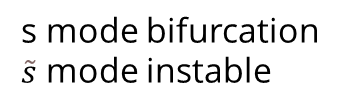 s mode bifurcation
s̃ mode instable